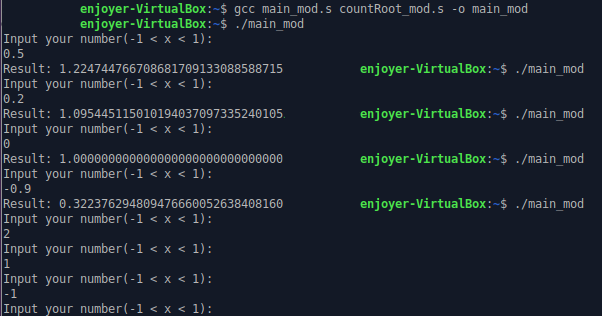 enjoyer-VirtualBox:~$ gcc main_mod.s countRoot_mod.s -o main_mod
enjoyer-VirtualBox:~$ ./main_mod
Input your number(-1 < x < 1):
0.5
Result: 1.224744766708681709133088588715 enjoyer-VirtualBox:~$ ./main_mod
Input your number(-1 < x < 1):
0.2
Result: 1.095445115010194037097335240105 enjoyer-VirtualBox:~$ ./main_mod
Input your number(-1 < x < 1):
0
Result: 1.000000000000000000000000000000 enjoyer-VirtualBox:~$ ./main_mod
Input your number(-1 < x < 1):
-0.9
Result: 0.322376294809476660052638408160 enjoyer-VirtualBox:~$ ./main_mod
Input your number(-1 < x < 1):
2
Input your number(-1 < x < 1):
1
Input your number(-1 < x < 1):
-1
Input your number(-1 < x < 1):